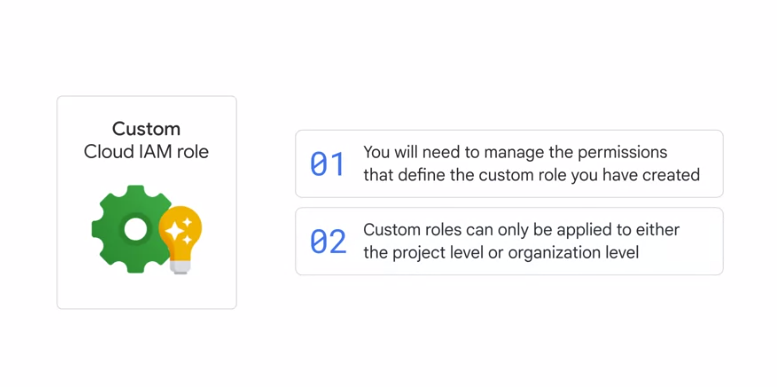 Custom
Cloud IAM role
01
You will need to manage the permissions
that define the custom role you have created
02
Custom roles can only be applied to either
the project level or organization level